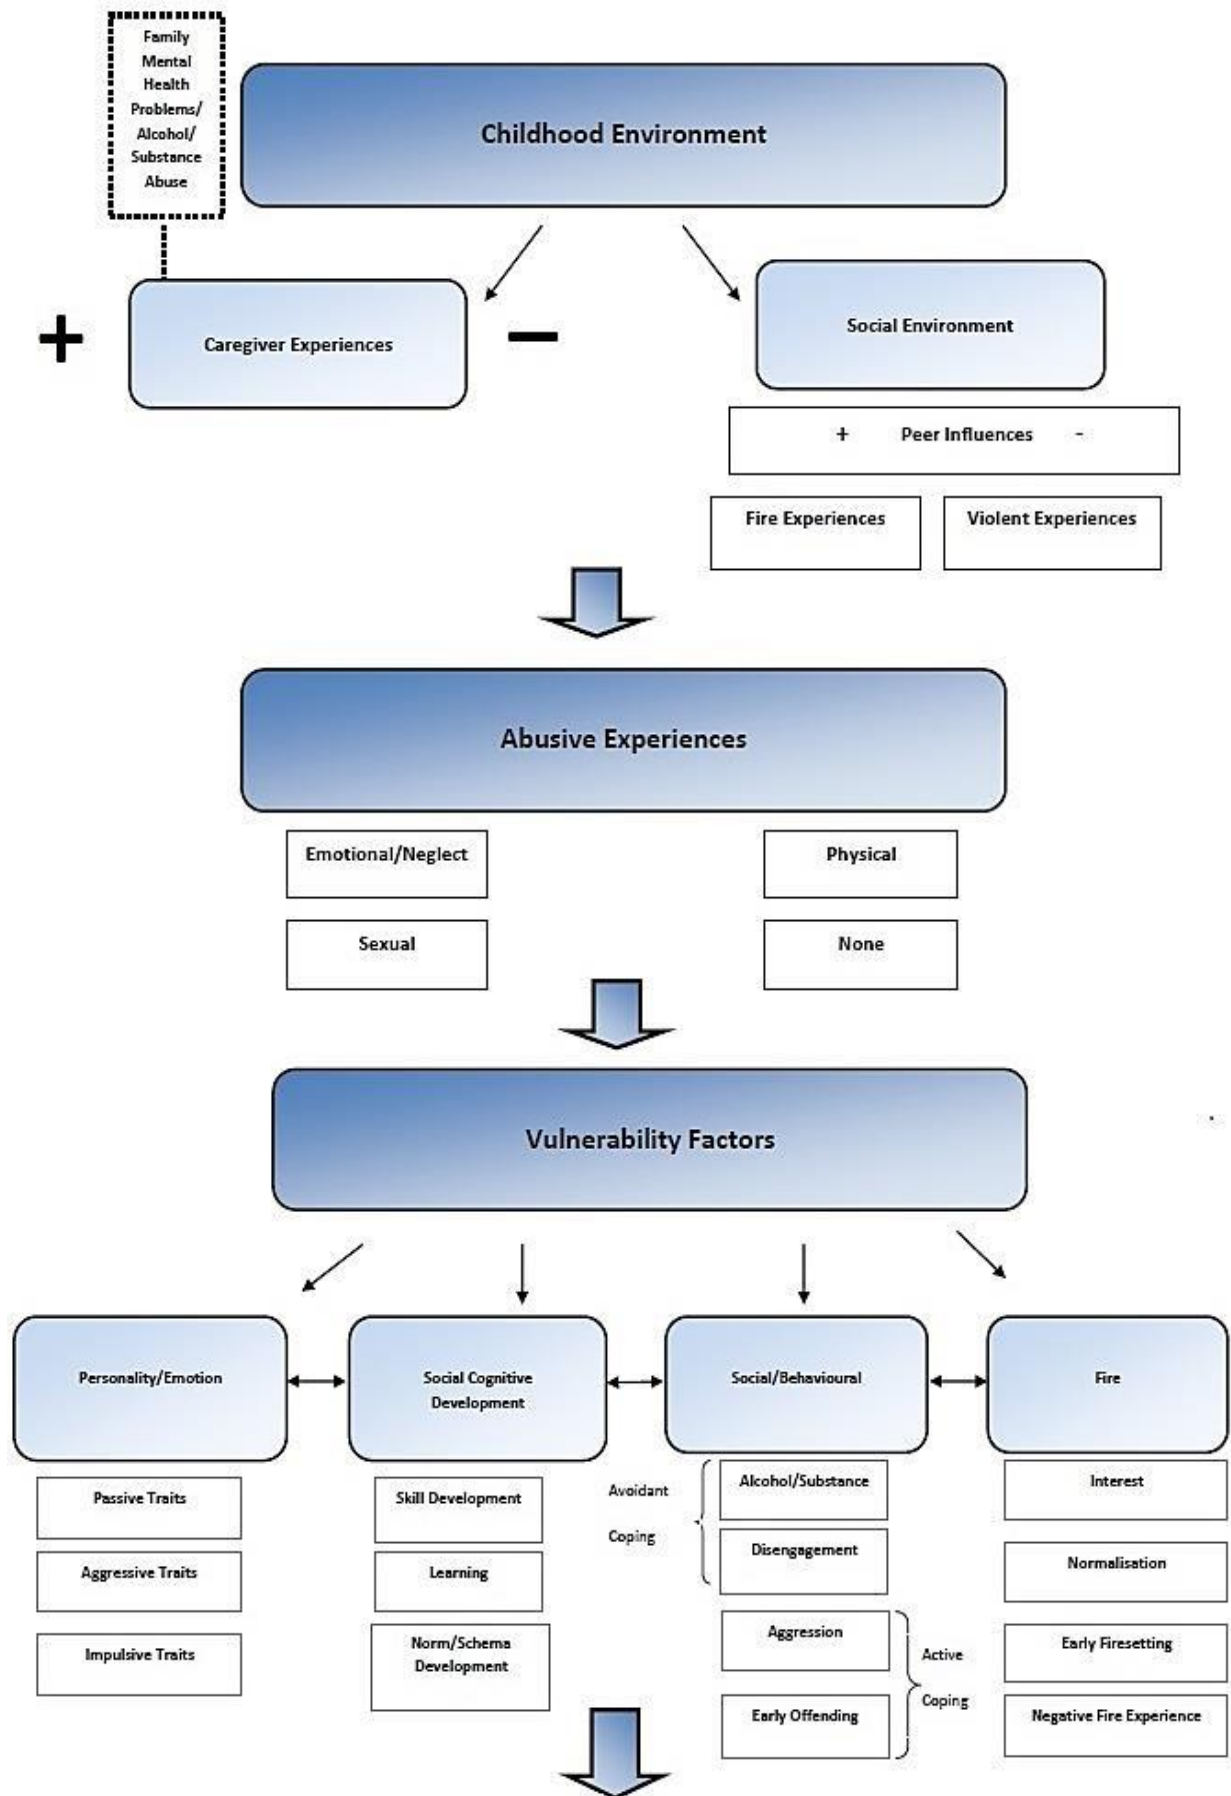 Family
Mental
Health
Problems/
Alcohol/
Substance
Abuse
Childhood Environment
+
Caregiver Experiences
−
Social Environment
+ Peer Influences -
Fire Experiences
Violent Experiences
Abusive Experiences
Emotional/Neglect
Physical
Sexual
None
Vulnerability Factors
Personality/Emotion
Social Cognitive
Development
Social/Behavioural
Fire
Passive Traits
Aggressive Traits
Impulsive Traits
Skill Development
Learning
Norm/Schema
Development
Avoidant
Coping
Alcohol/Substance
Disengagement
Aggression
Early Offending
Active
Coping
Interest
Normalisation
Early Firesetting
Negative Fire Experience